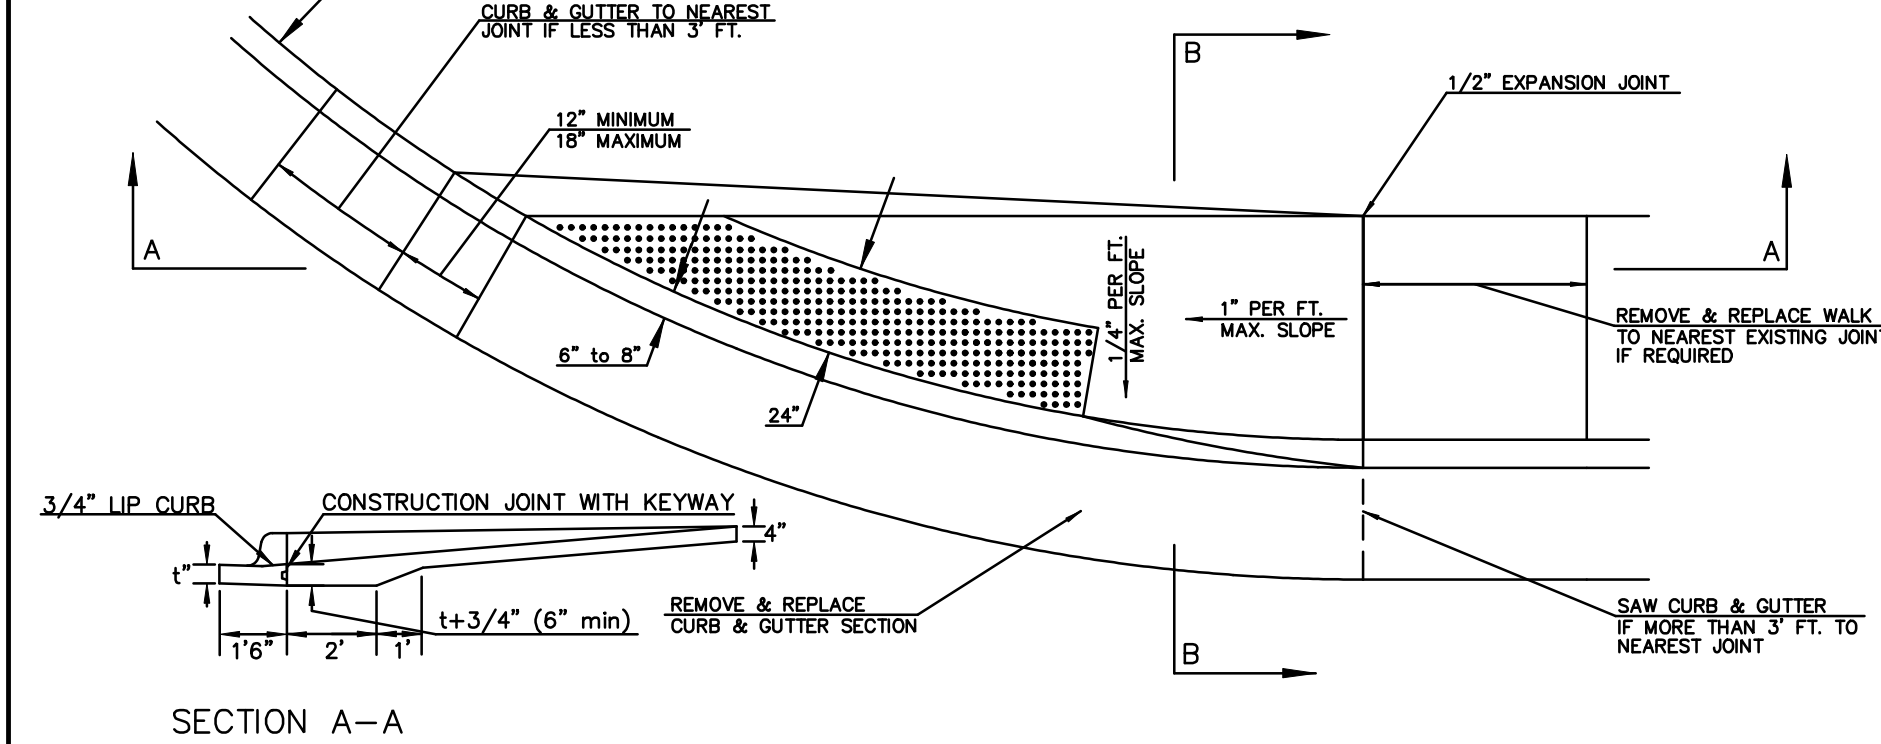 CURB & GUTTER TO NEAREST
JOINT IF LESS THAN 3' FT.
B
1/2" EXPANSION JOINT
12" MINIMUM
18" MAXIMUM
A
A
1/4" PER FT.
MAX. SLOPE
1" PER FT.
MAX. SLOPE
REMOVE & REPLACE WALK
TO NEAREST EXISTING JOINT
IF REQUIRED
6" to 8"
24"
3/4" LIP CURB
CONSTRUCTION JOINT WITH KEYWAY
4"
t"
t+3/4" (6" min)
1'6"
2'
1'
REMOVE & REPLACE
CURB & GUTTER SECTION
SAW CURB & GUTTER
IF MORE THAN 3' FT. TO
NEAREST JOINT
B
SECTION A-A